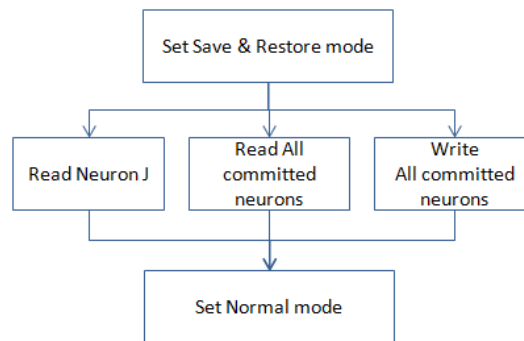 Set Save & Restore mode
Read Neuron J
Read All
committed
neurons
Write
All committed
neurons
Set Normal mode